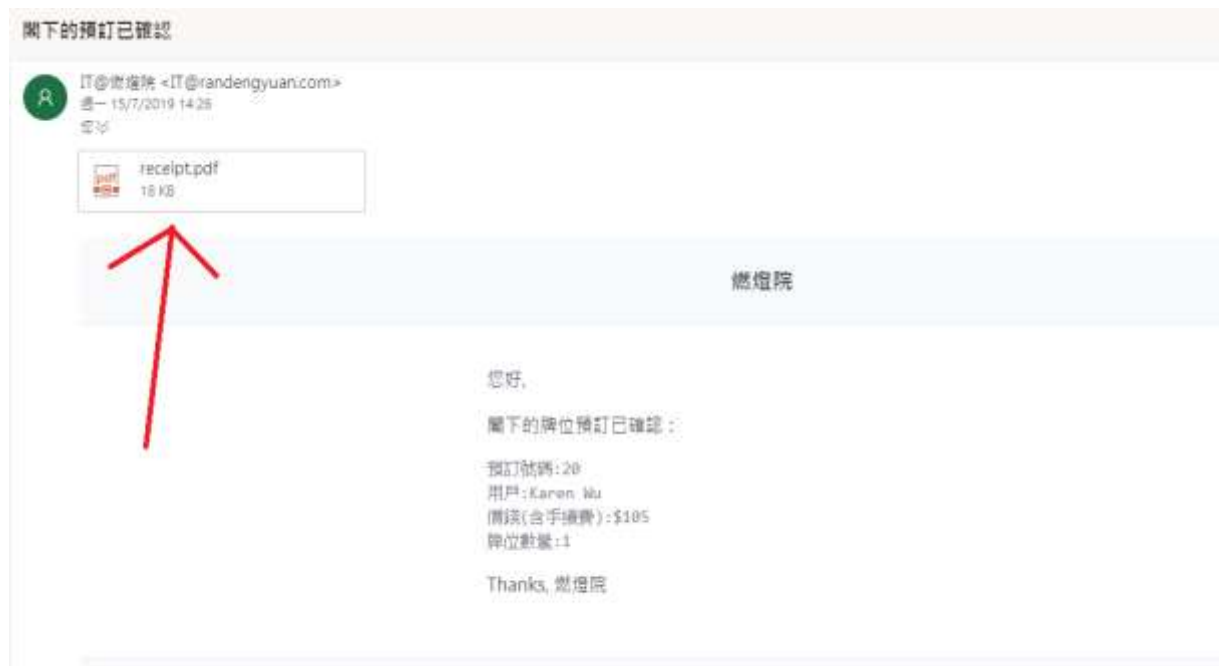 閣下的預訂已確認
R
IT@燃燈院 <IT@randengyuan.com>
週一 15/7/2019 14:26
您
receipt.pdf
18 KB
燃燈院
您好,
閣下的牌位預訂已確認：
預訂號碼:20
用戶:Karen Wu
價錢(含手續費):$105
牌位數量:1
Thanks, 燃燈院